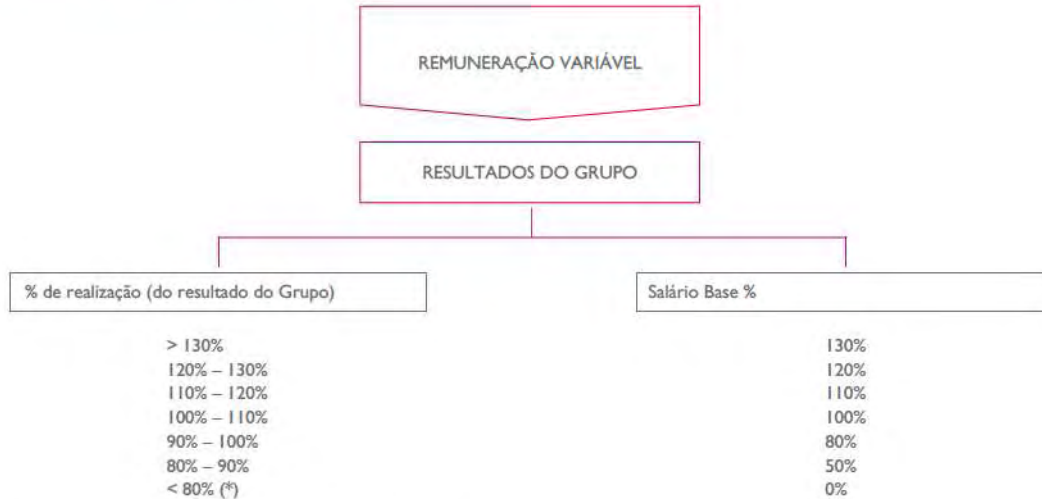 REMUNERAÇÃO VARIÁVEL
RESULTADOS DO GRUPO
% de realização (do resultado do Grupo) Salário Base %
> 130% 130%
120% – 130% 120%
110% – 120% 110%
100% – 110% 100%
90% – 100% 80%
80% – 90% 50%
< 80% (*) 0%